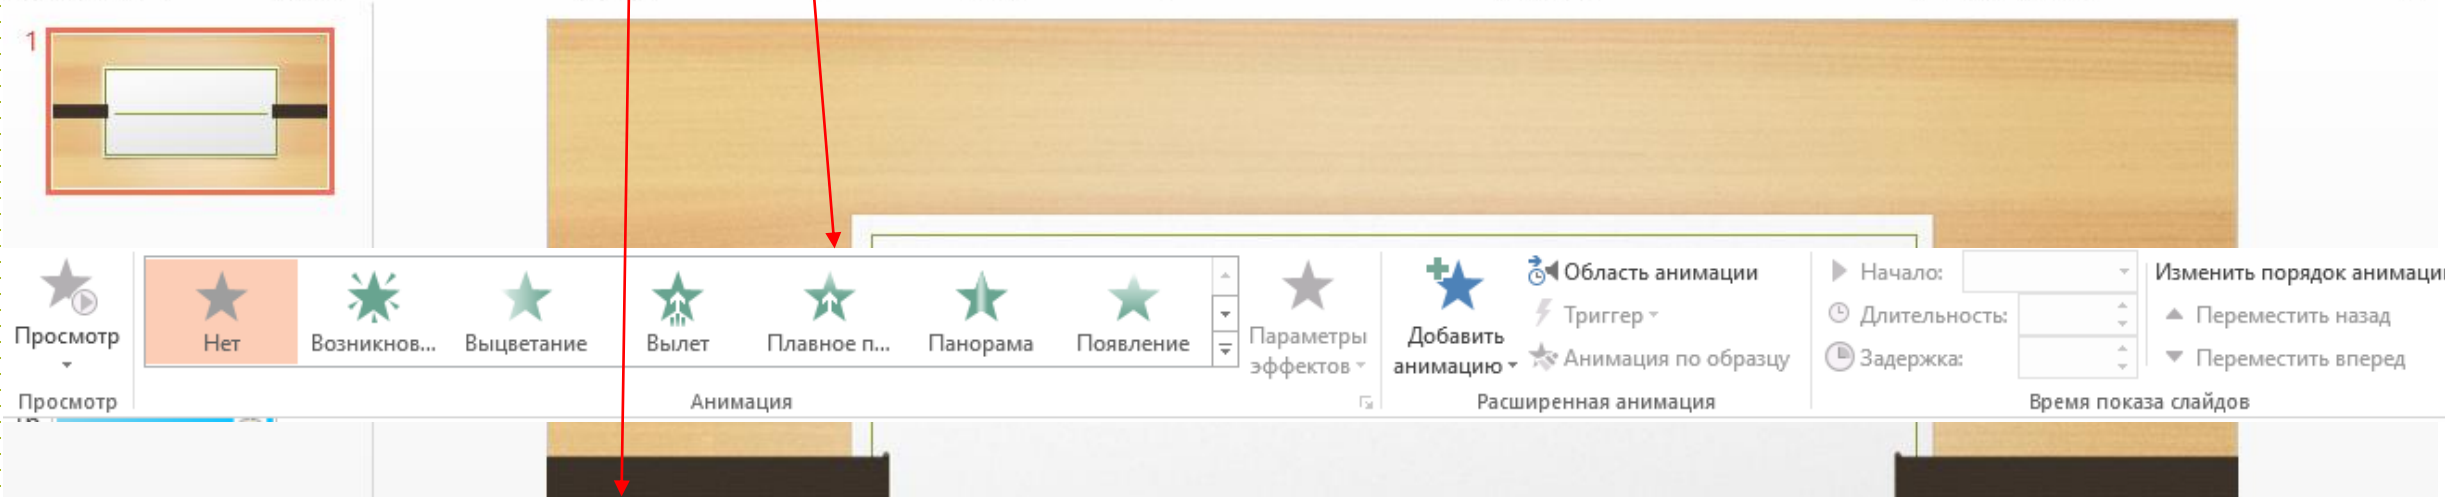 1
Просмотр
Нет
Возникнов...
Выцветание
Вылет
Плавное п...
Панорама
Появление
Параметры
эффектов
Добавить
анимацию
Область анимации
Триггер
Анимация по образцу
Начало:
Длительность:
Задержка:
Изменить порядок анимаци
Переместить назад
Переместить вперед
Просмотр
Анимация
Расширенная анимация
Время показа слайдов